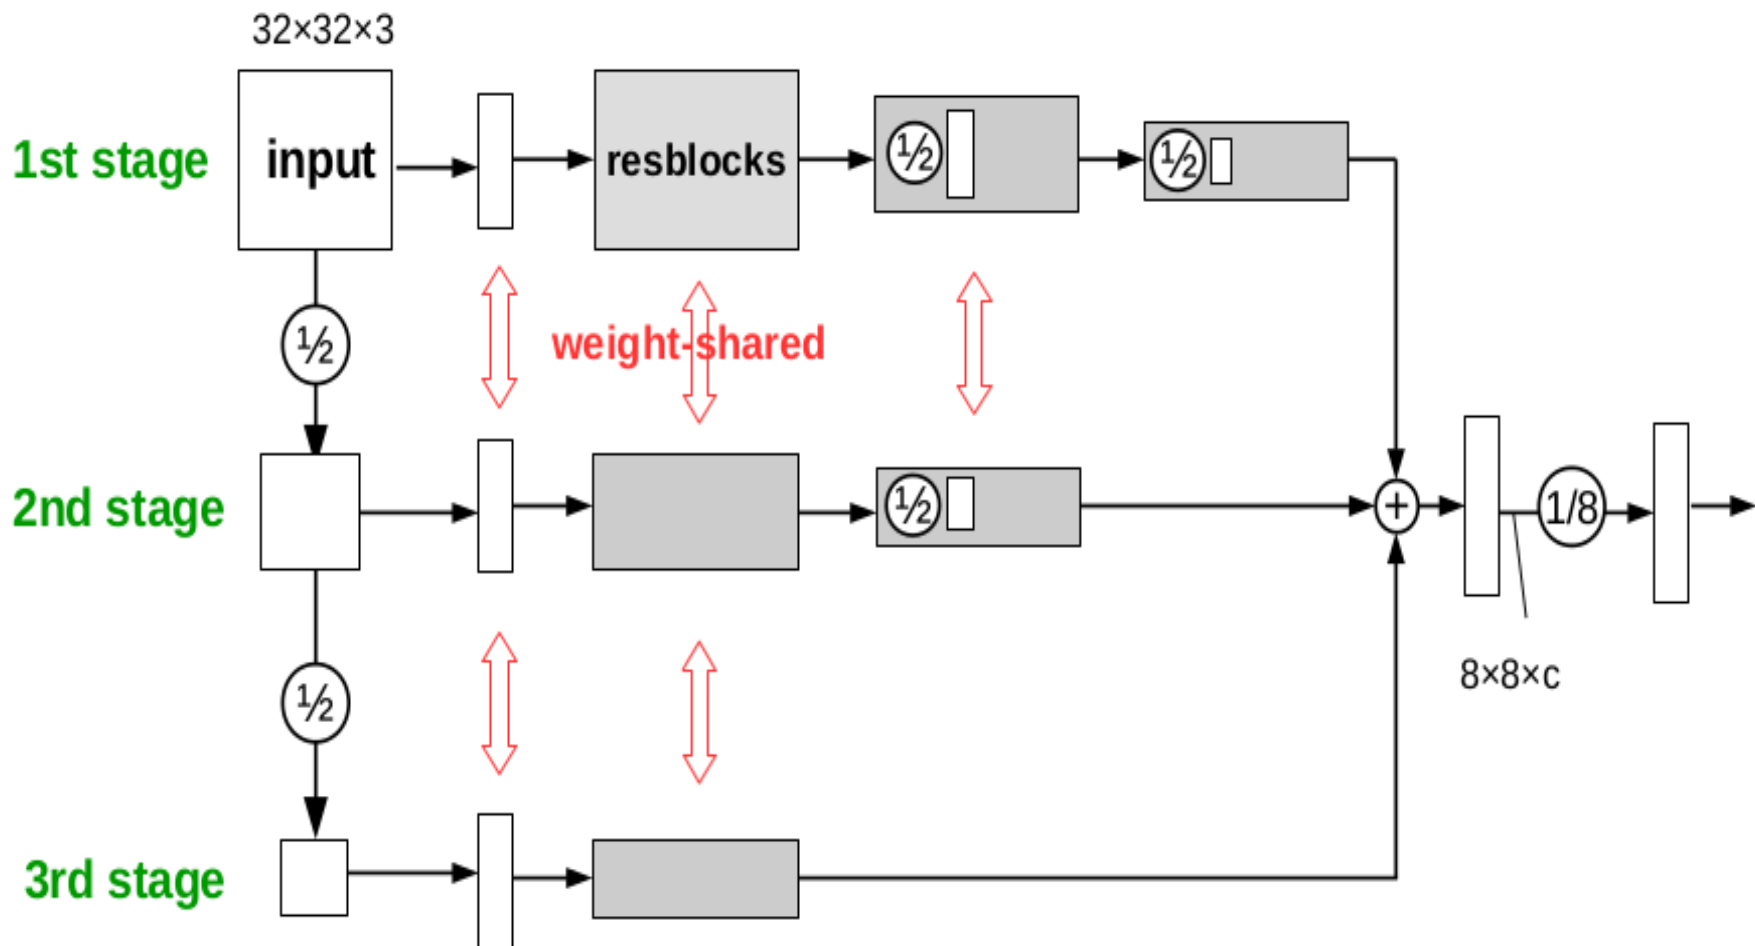 32×32×3
1st stage
input
resblocks
½
½
½
weight-shared
2nd stage
½
+
1/8
½
8×8×c
3rd stage